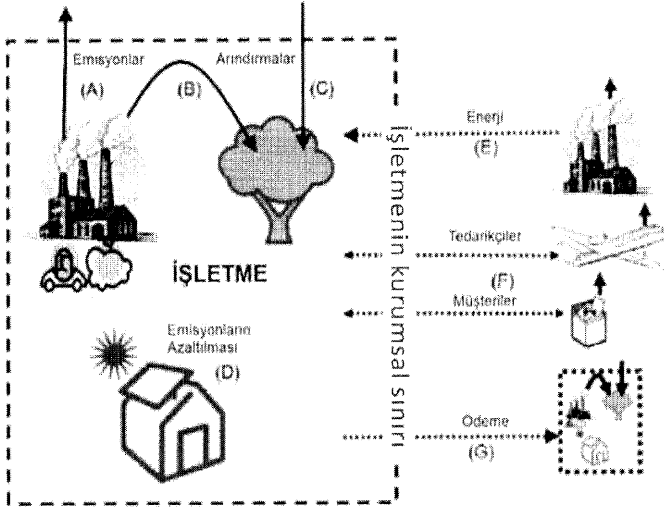 Emisyonlar
Arındırmalar
(A)
(B)
(C)
Enerji
(E)
Tedarikçiler
(F)
Müşteriler
İŞLETME
Emisyonların
Azaltılması
(D)
Ödeme
(G)
İşletmenin kurumsal sınırı